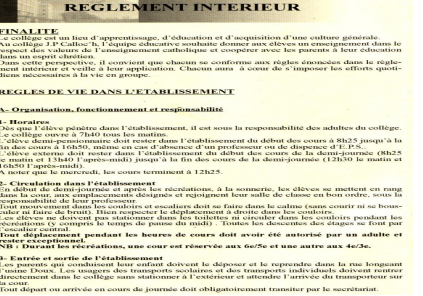 REGLEMENT INTERIEUR
FINALITE
Le collège est un lieu d'apprentissage, d'éducation et d'acquisition d'une culture générale.
Au collège J.P Calloc'h, l'équipe éducative souhaite donner aux élèves un enseignement dans le
respect des valeurs de l'enseignement catholique et coopérer avec les parents à leur éducation
dans un esprit chrétien.
Dans cette perspective, il convient que chacun se conforme aux règles énoncées dans le règle-
ment intérieur et veille à leur application. Chacun aura à cœur de s'imposer les efforts quoti-
diens nécessaires à la vie en groupe.
REGLES DE VIE DANS L'ETABLISSEMENT
A- Organisation, fonctionnement et responsabilité
1- Horaires
Dès que l'élève pénètre dans l'établissement, il est sous la responsabilité des adultes du collège.
Le collège ouvre à 7h40 tous les matins.
L'élève demi-pensionnaire doit rester dans l'établissement du début des cours à 8h25 jusqu'à la
fin des cours à 16h50, même en cas d'absence d'un professeur ou de dispense d'E.P.S..
L'élève externe doit rester dans l'établissement du début des cours de la demi-journée (8h25
le matin et 13h40 l'après-midi) jusqu'à la fin des cours de la demi-journée (12h30 le matin et
16h50 l'après-midi).
A noter que le mercredi, les cours terminent à 12h25.
2- Circulation dans l'établissement
En début de demi-journée et après les récréations, à la sonnerie, les élèves se mettent en rang
dans la cour, aux emplacements désignés et rejoignent leur salle de classe en bon ordre, sous la
responsabilité de leur professeur.
Tout mouvement dans les couloirs et escaliers doit se faire dans le calme (sans courir ni se bous-
culer ni faire de bruit). Bien respecter le déplacement à droite dans les couloirs.
Les élèves ne doivent pas stationner dans les toilettes ni circuler dans les couloirs pendant les
récréations (y compris le temps de pause du midi) . Toutes les descentes des étages se font par
l'escalier central.
Tout déplacement pendant les heures de cours doit avoir été autorisé par un adulte et
rester exceptionnel.
NB : Durant les récréations, une cour est réservée aux 6e/5e et une autre aux 4e/3e.
3- Entrée et sortie de l'établissement
Les parents qui conduisent leur enfant doivent le déposer et le reprendre dans la rue longeant
l'usine Doux. Les usagers des transports scolaires et des transports individuels doivent rentrer
directement dans le collège sans stationner à l'extérieur et attendre l'arrivée du transporteur sur
la cour.
Tout départ ou arrivée en cours de journée doit obligatoirement transiter par le secrétariat.